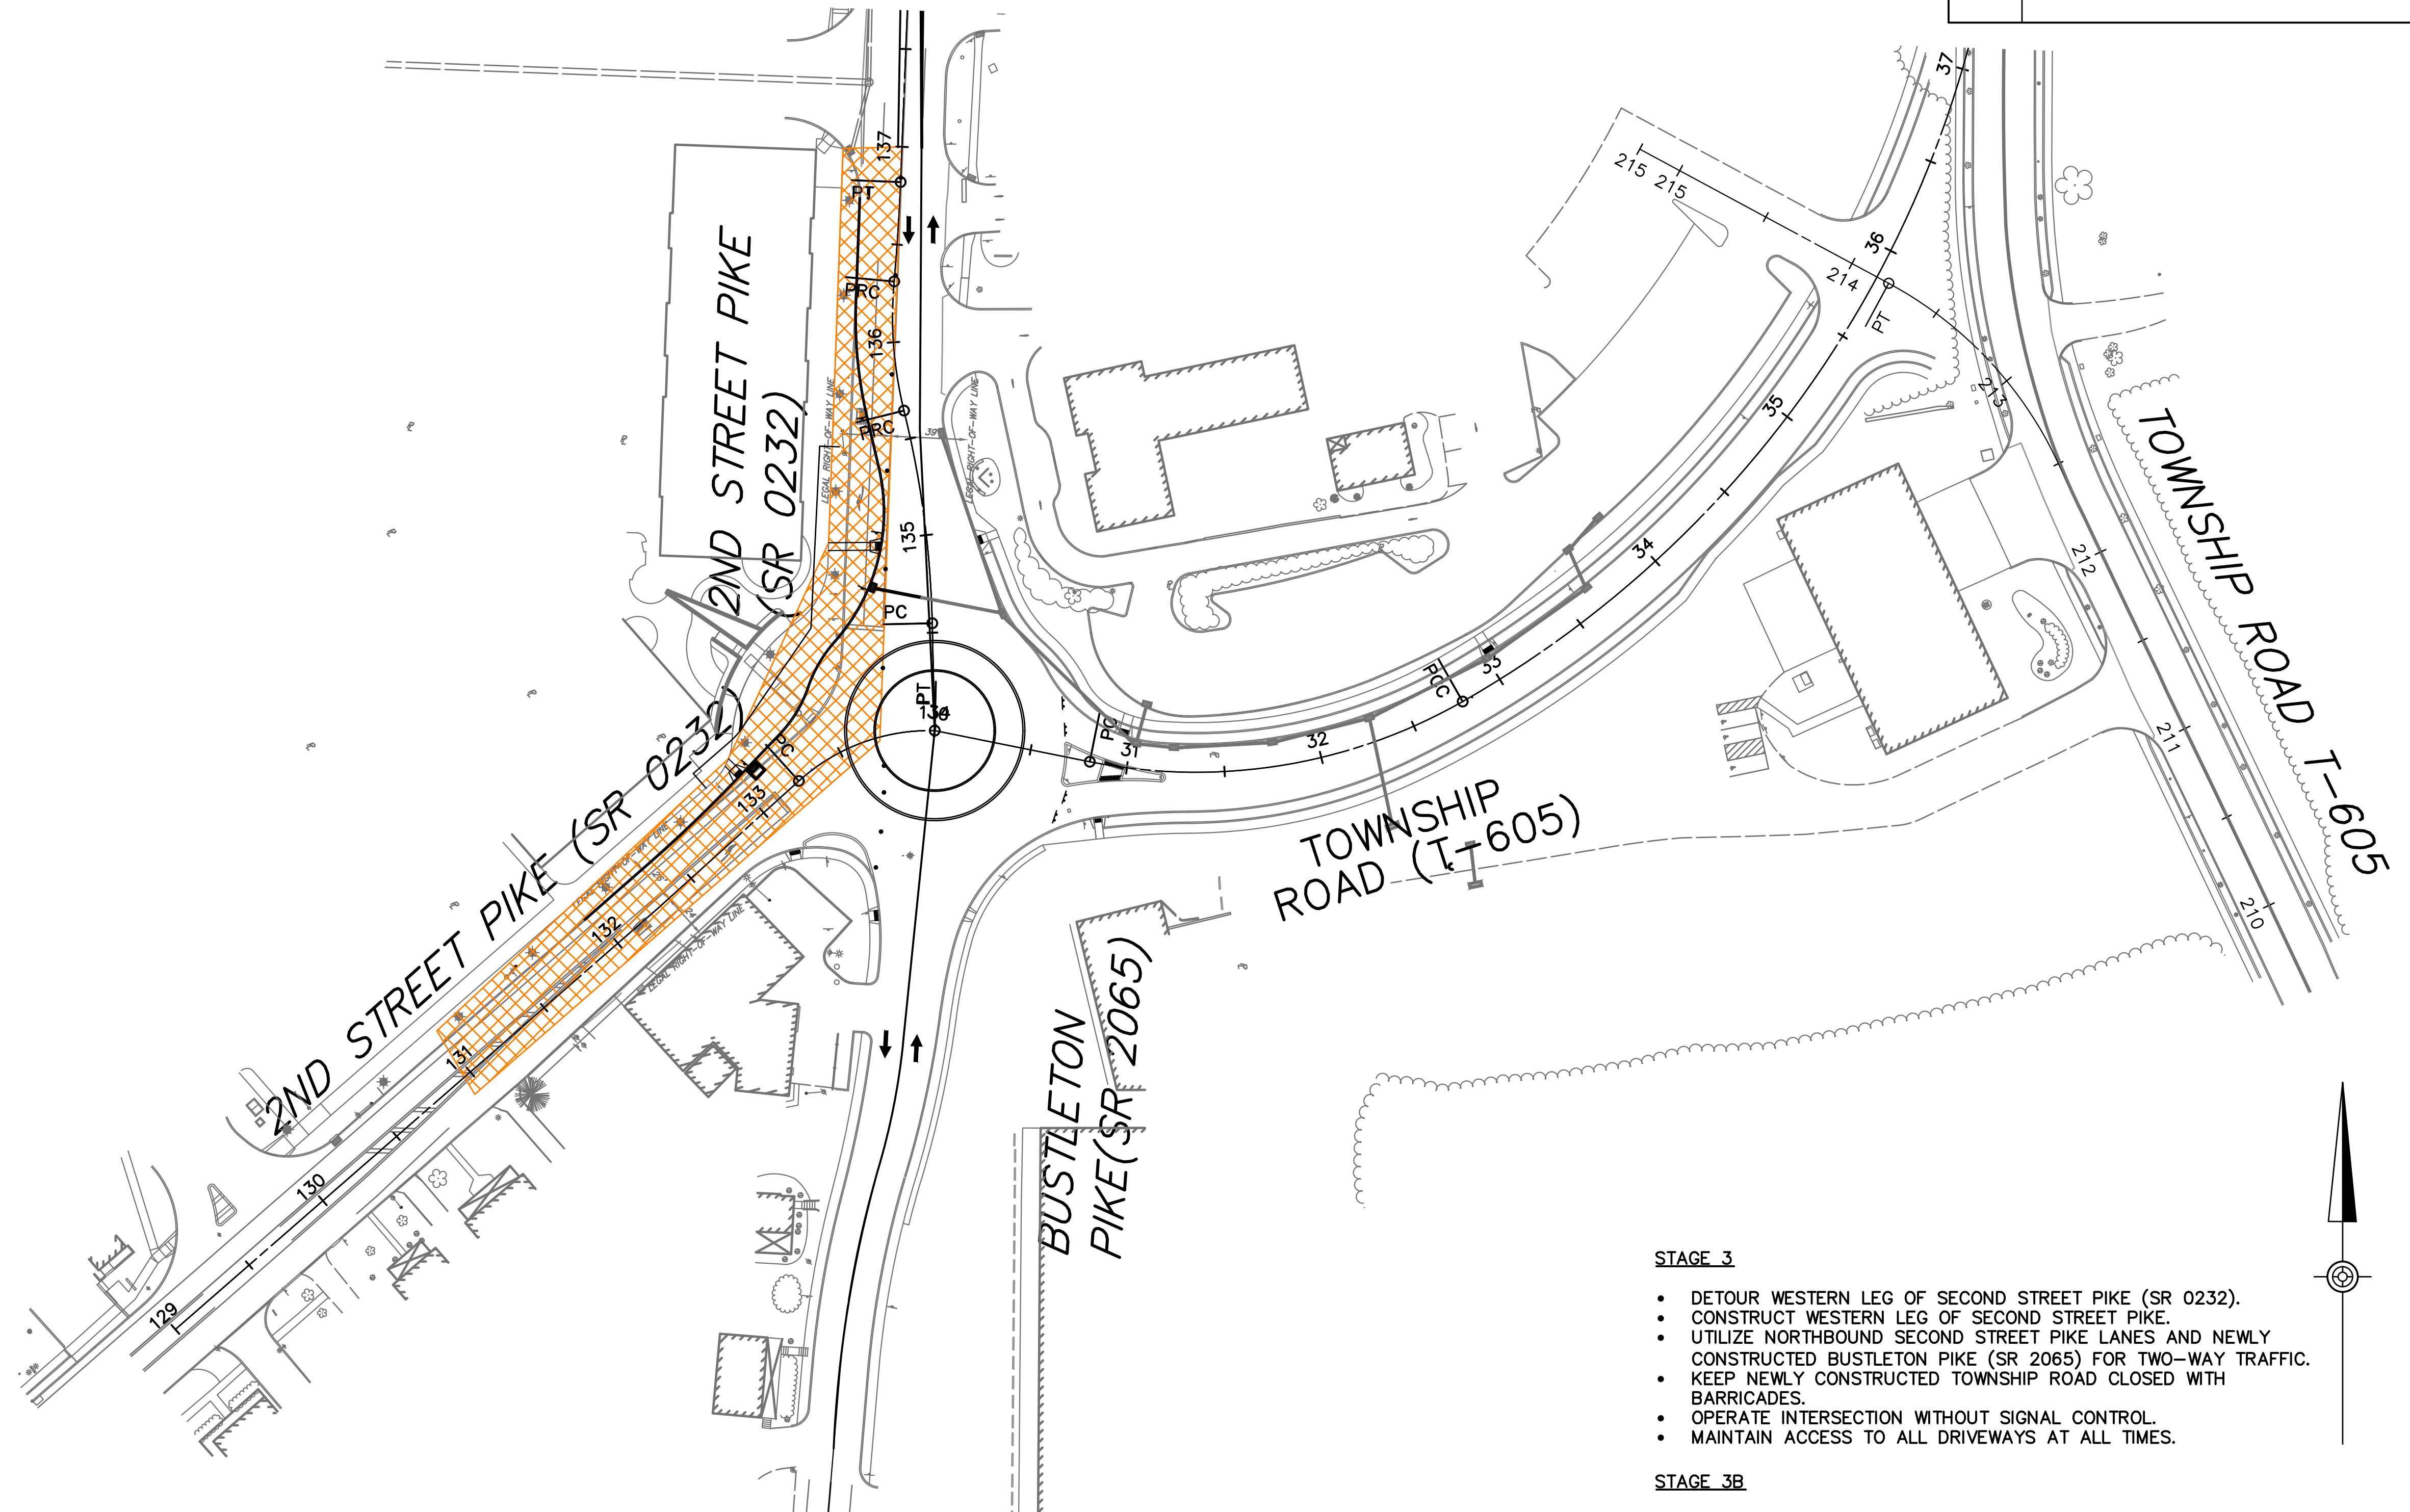 137
PT
PRC
136
PRC
135
PC
PT
134
39'
LEGAL RIGHT-OF-WAY LINE
LEGAL RIGHT-OF-WAY LINE
2ND STREET PIKE
(SR 0232)
2ND STREET PIKE (SR 0232)
PC
133
132
131
130
129
24'
LEGAL RIGHT-OF-WAY LINE
LEGAL RIGHT-OF-WAY LINE
PC
31
32
PCC
33
34
35
PT
36
37
215
215
214
213
212
211
210
TOWNSHIP ROAD T-605
TOWNSHIP
ROAD (T-605)
BUSTLETON
PIKE(SR 2065)
STAGE 3
• DETOUR WESTERN LEG OF SECOND STREET PIKE (SR 0232).
• CONSTRUCT WESTERN LEG OF SECOND STREET PIKE.
• UTILIZE NORTHBOUND SECOND STREET PIKE LANES AND NEWLY
CONSTRUCTED BUSTLETON PIKE (SR 2065) FOR TWO-WAY TRAFFIC.
• KEEP NEWLY CONSTRUCTED TOWNSHIP ROAD CLOSED WITH
BARRICADES.
• OPERATE INTERSECTION WITHOUT SIGNAL CONTROL.
• MAINTAIN ACCESS TO ALL DRIVEWAYS AT ALL TIMES.
STAGE 3B